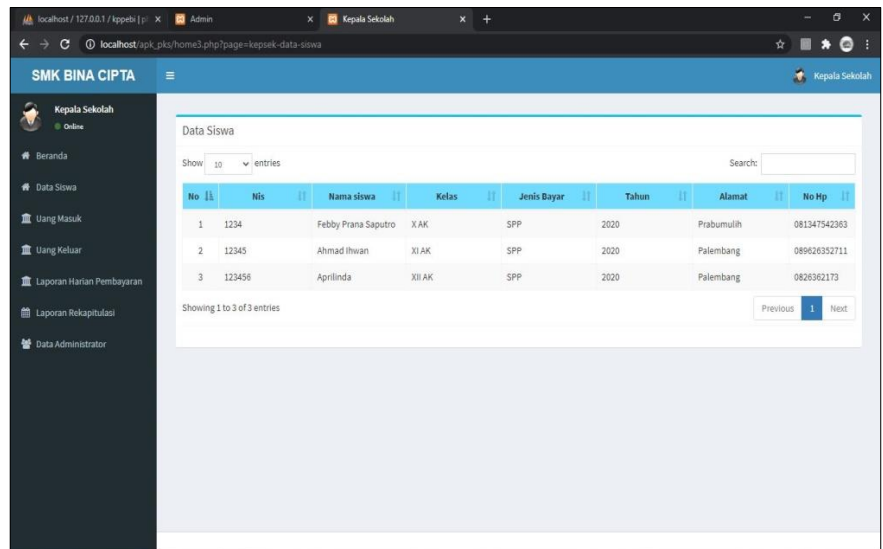 localhost / 127.0.0.1 / kppebi | pl
Admin
Kepala Sekolah
localhost/apk_pks/home3.php?page=kepsek-data-siswa
SMK BINA CIPTA
Kepala Sekolah
Kepala Sekolah
Online
Beranda
Data Siswa
Uang Masuk
Uang Keluar
Laporan Harian Pembayaran
Laporan Rekapitulasi
Data Administrator
Data Siswa
Show 10 entries
Search:
No Nis Nama siswa Kelas Jenis Bayar Tahun Alamat No Hp
1 1234 Febby Prana Saputro X AK SPP 2020 Prabumulih 081347542363
2 12345 Ahmad Ihwan XI AK SPP 2020 Palembang 089626352711
3 123456 Aprilinda XII AK SPP 2020 Palembang 0826362173
Showing 1 to 3 of 3 entries
Previous 1 Next